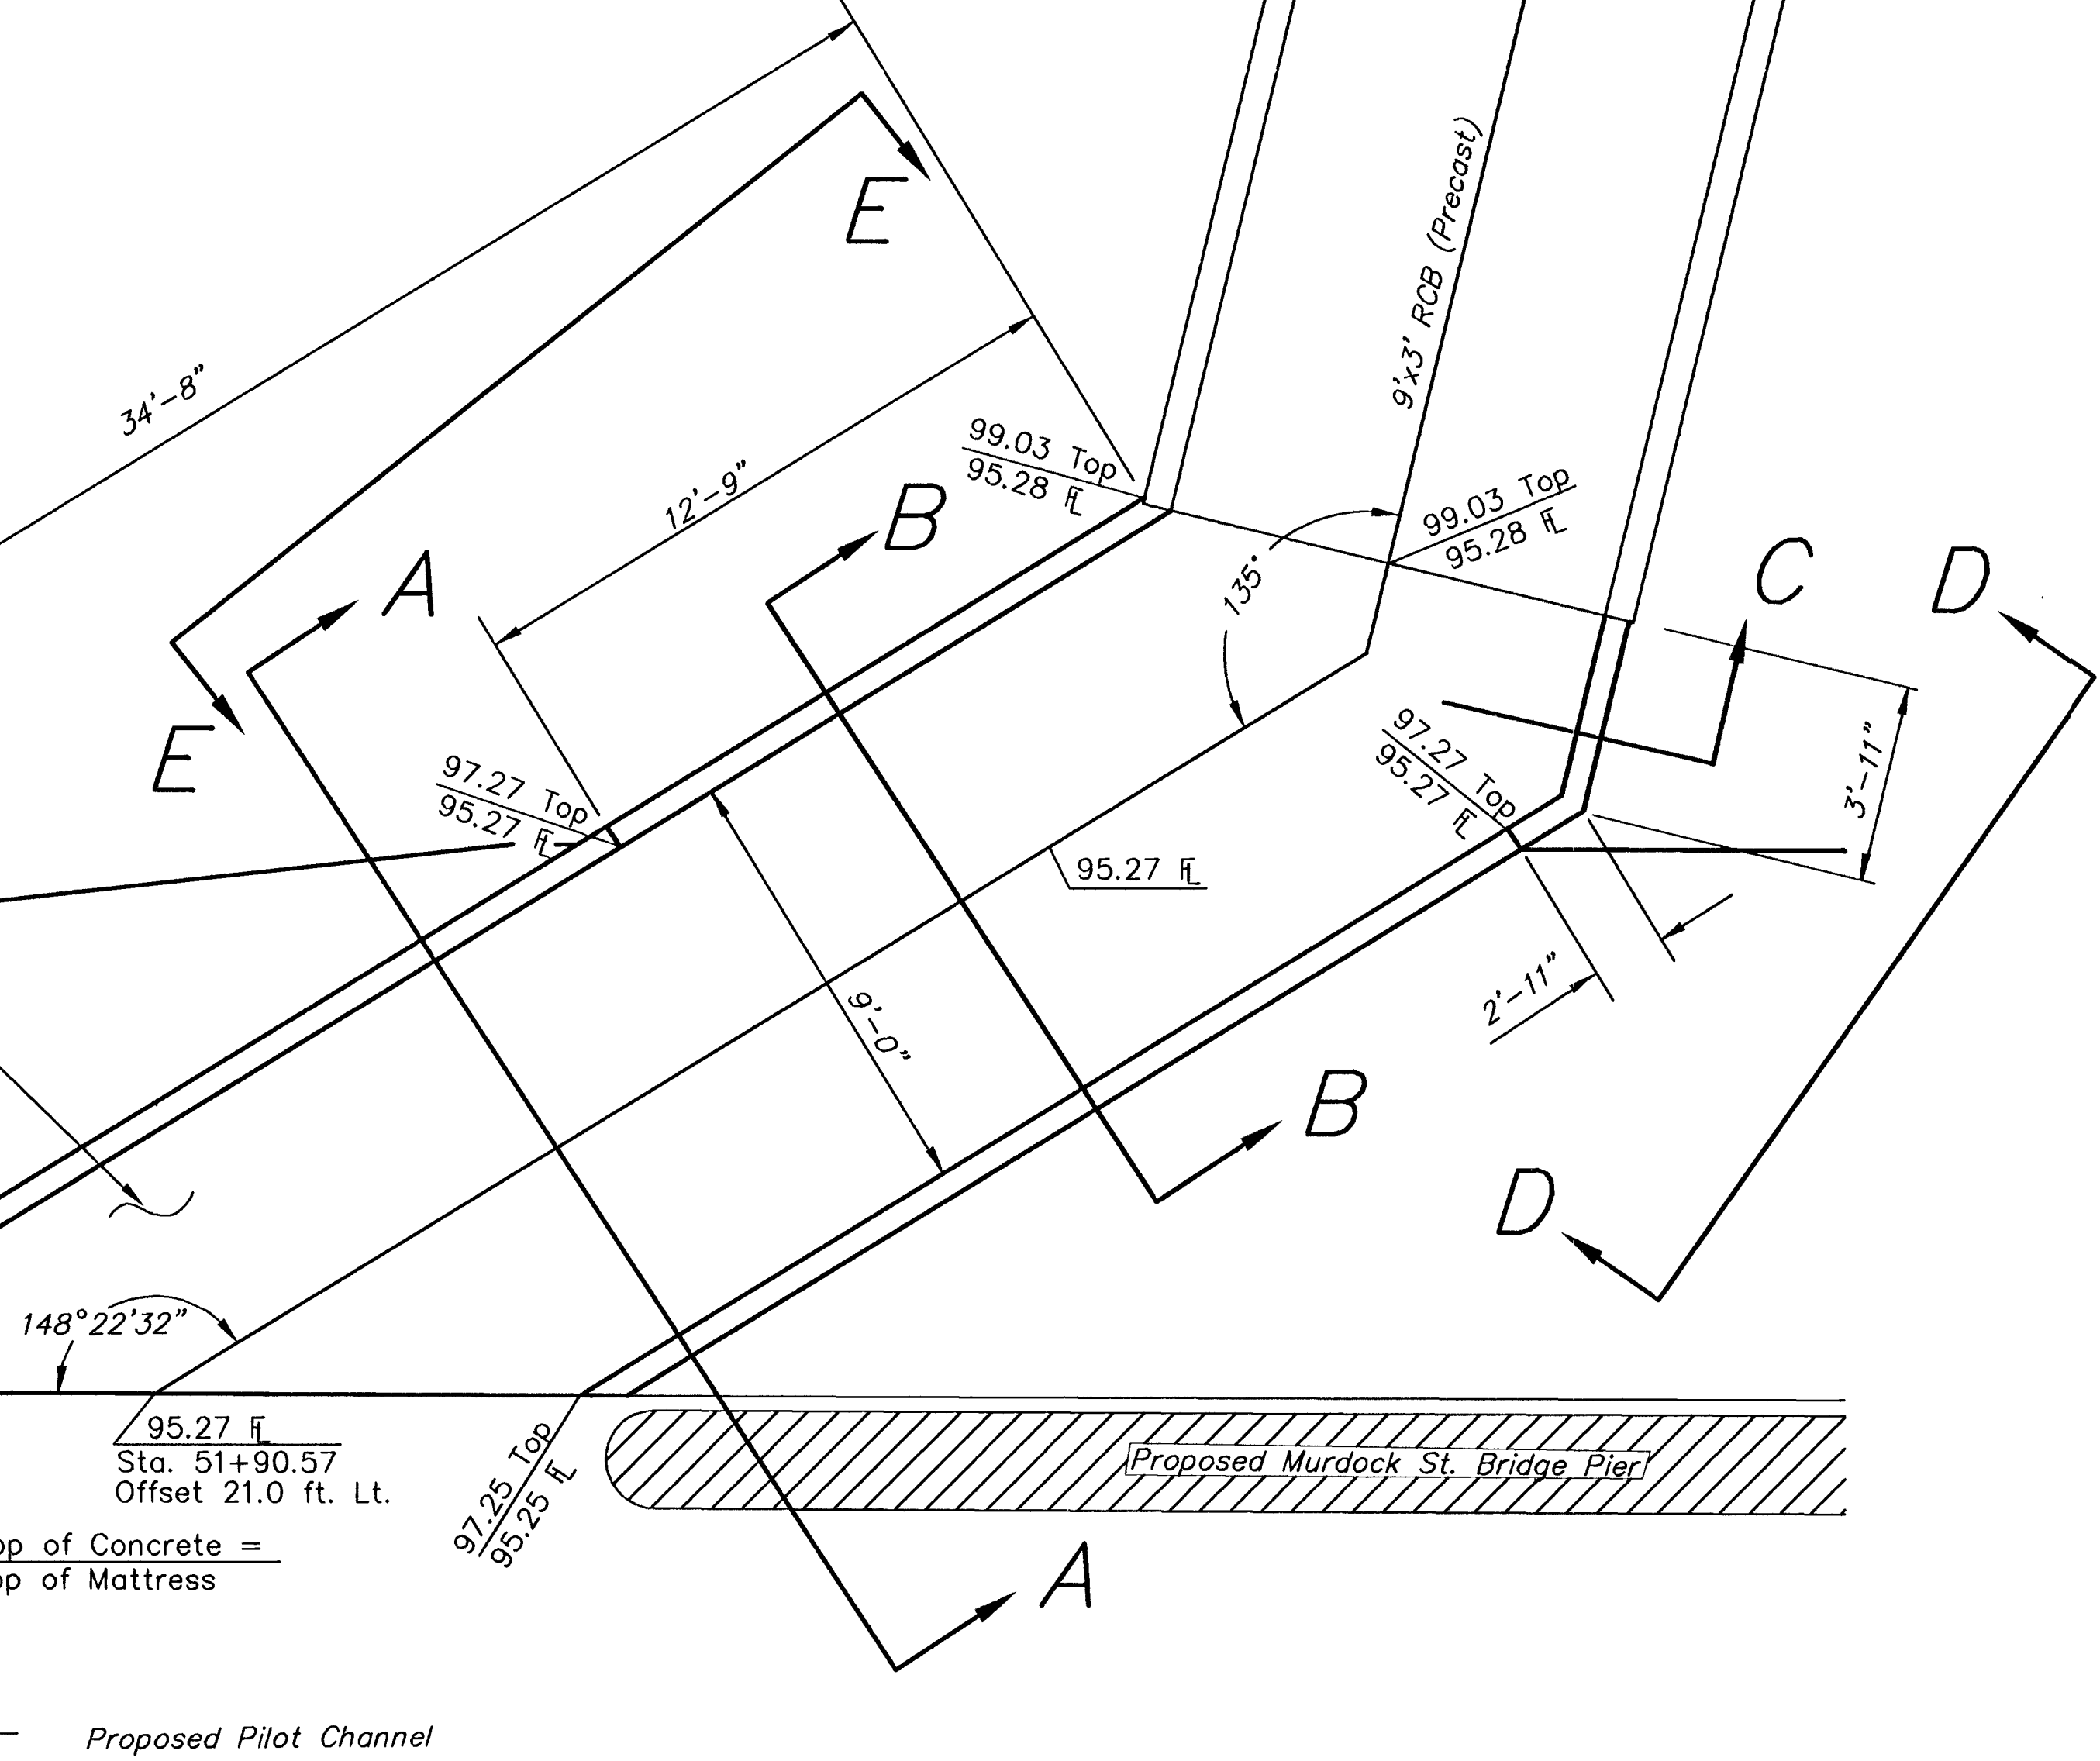 E
34'-8"
9'x3' RCB (Precast)
99.03 Top
95.28 FL
12'-9"
B
99.03 Top
95.28 FL
A
135°
C
D
E
97.27 Top
95.27 FL
97.27 Top
95.27 FL
3'-11"
95.27 FL
2'-11"
9'-0"
B
D
148°22'32"
95.27 FL
Sta. 51+90.57
Offset 21.0 ft. Lt.
97.25 Top
95.25 FL
Proposed Murdock St. Bridge Pier
op of Concrete =
op of Mattress
A
Proposed Pilot Channel